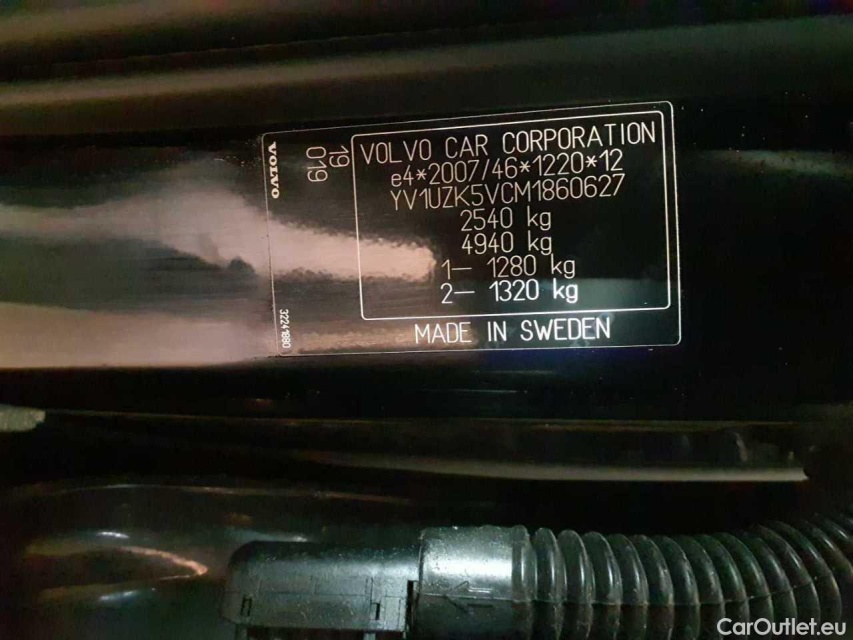 VOLVO
19
019
32241880
VOLVO CAR CORPORATION
e4*2007/46*1220*12
YV1UZK5VCM1860627
2540 kg
4940 kg
1— 1280 kg
2— 1320 kg
MADE IN SWEDEN
CarOutlet.eu